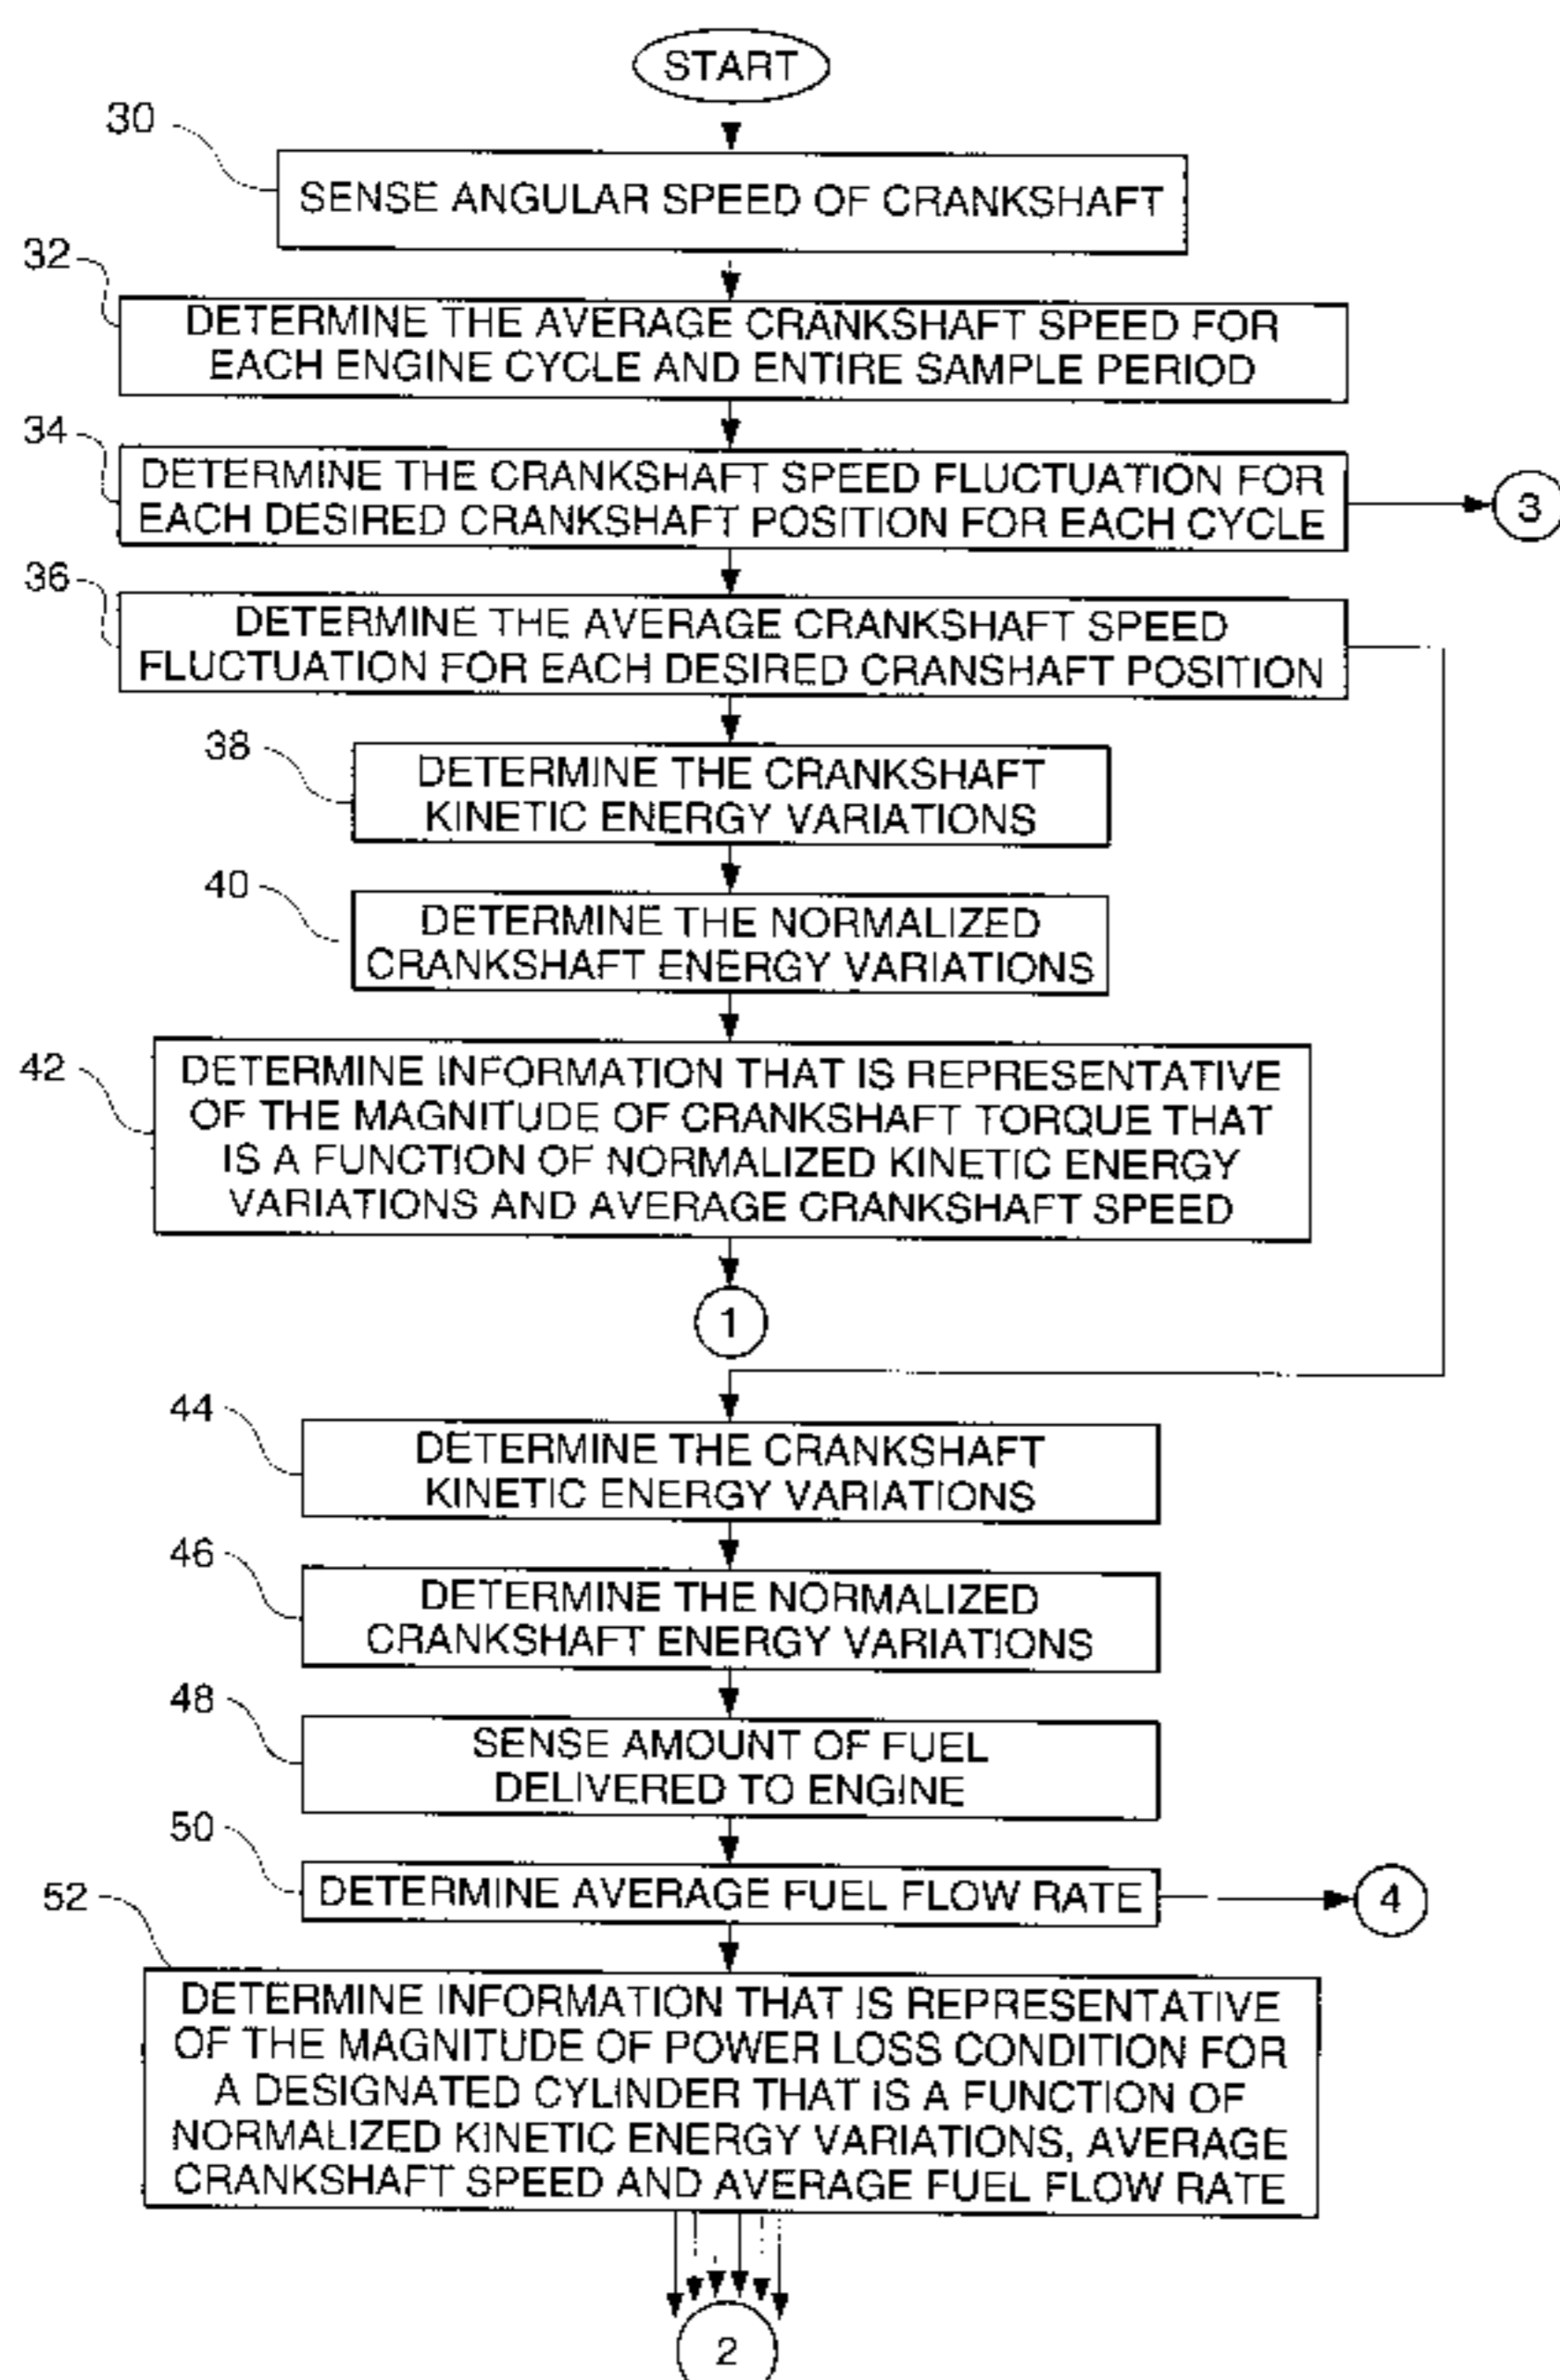 START
30
SENSE ANGULAR SPEED OF CRANKSHAFT
32
DETERMINE THE AVERAGE CRANKSHAFT SPEED FOR
EACH ENGINE CYCLE AND ENTIRE SAMPLE PERIOD
34
DETERMINE THE CRANKSHAFT SPEED FLUCTUATION FOR
EACH DESIRED CRANKSHAFT POSITION FOR EACH CYCLE
3
36
DETERMINE THE AVERAGE CRANKSHAFT SPEED
FLUCTUATION FOR EACH DESIRED CRANSHAFT POSITION
38
DETERMINE THE CRANKSHAFT
KINETIC ENERGY VARIATIONS
40
DETERMINE THE NORMALIZED
CRANKSHAFT ENERGY VARIATIONS
42
DETERMINE INFORMATION THAT IS REPRESENTATIVE
OF THE MAGNITUDE OF CRANKSHAFT TORQUE THAT
IS A FUNCTION OF NORMALIZED KINETIC ENERGY
VARIATIONS AND AVERAGE CRANKSHAFT SPEED
1
44
DETERMINE THE CRANKSHAFT
KINETIC ENERGY VARIATIONS
46
DETERMINE THE NORMALIZED
CRANKSHAFT ENERGY VARIATIONS
48
SENSE AMOUNT OF FUEL
DELIVERED TO ENGINE
50
DETERMINE AVERAGE FUEL FLOW RATE
4
52
DETERMINE INFORMATION THAT IS REPRESENTATIVE
OF THE MAGNITUDE OF POWER LOSS CONDITION FOR
A DESIGNATED CYLINDER THAT IS A FUNCTION OF
NORMALIZED KINETIC ENERGY VARIATIONS, AVERAGE
CRANKSHAFT SPEED AND AVERAGE FUEL FLOW RATE
2